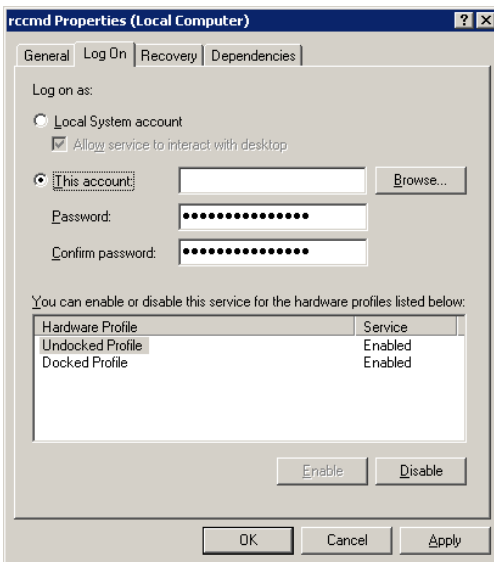 rccmd Properties (Local Computer)
General Log On Recovery Dependencies
Log on as:
Local System account
Allow service to interact with desktop
This account: Browse...
Password: •••••••••••••••
Confirm password: •••••••••••••••
You can enable or disable this service for the hardware profiles listed below:
Hardware Profile Service
Undocked Profile Enabled
Docked Profile Enabled
Enable Disable
OK Cancel Apply